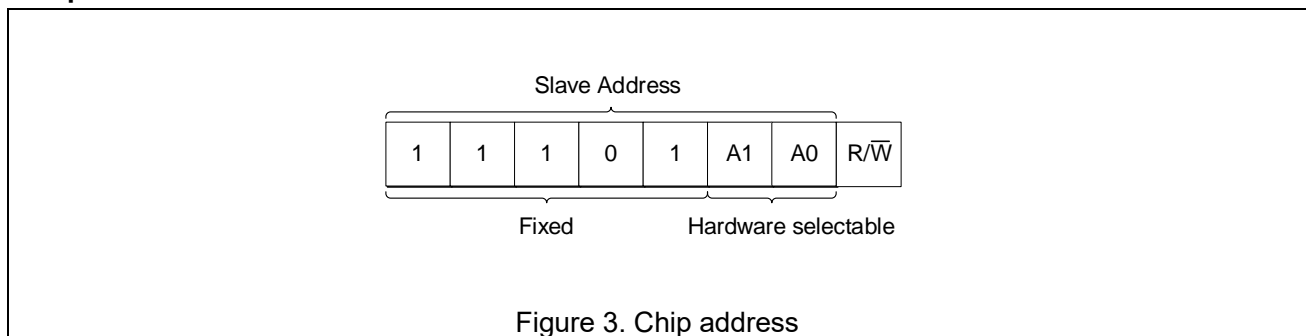 Slave Address
1 1 1 0 1 A1 A0 R/W̅
Fixed Hardware selectable
Figure 3. Chip address